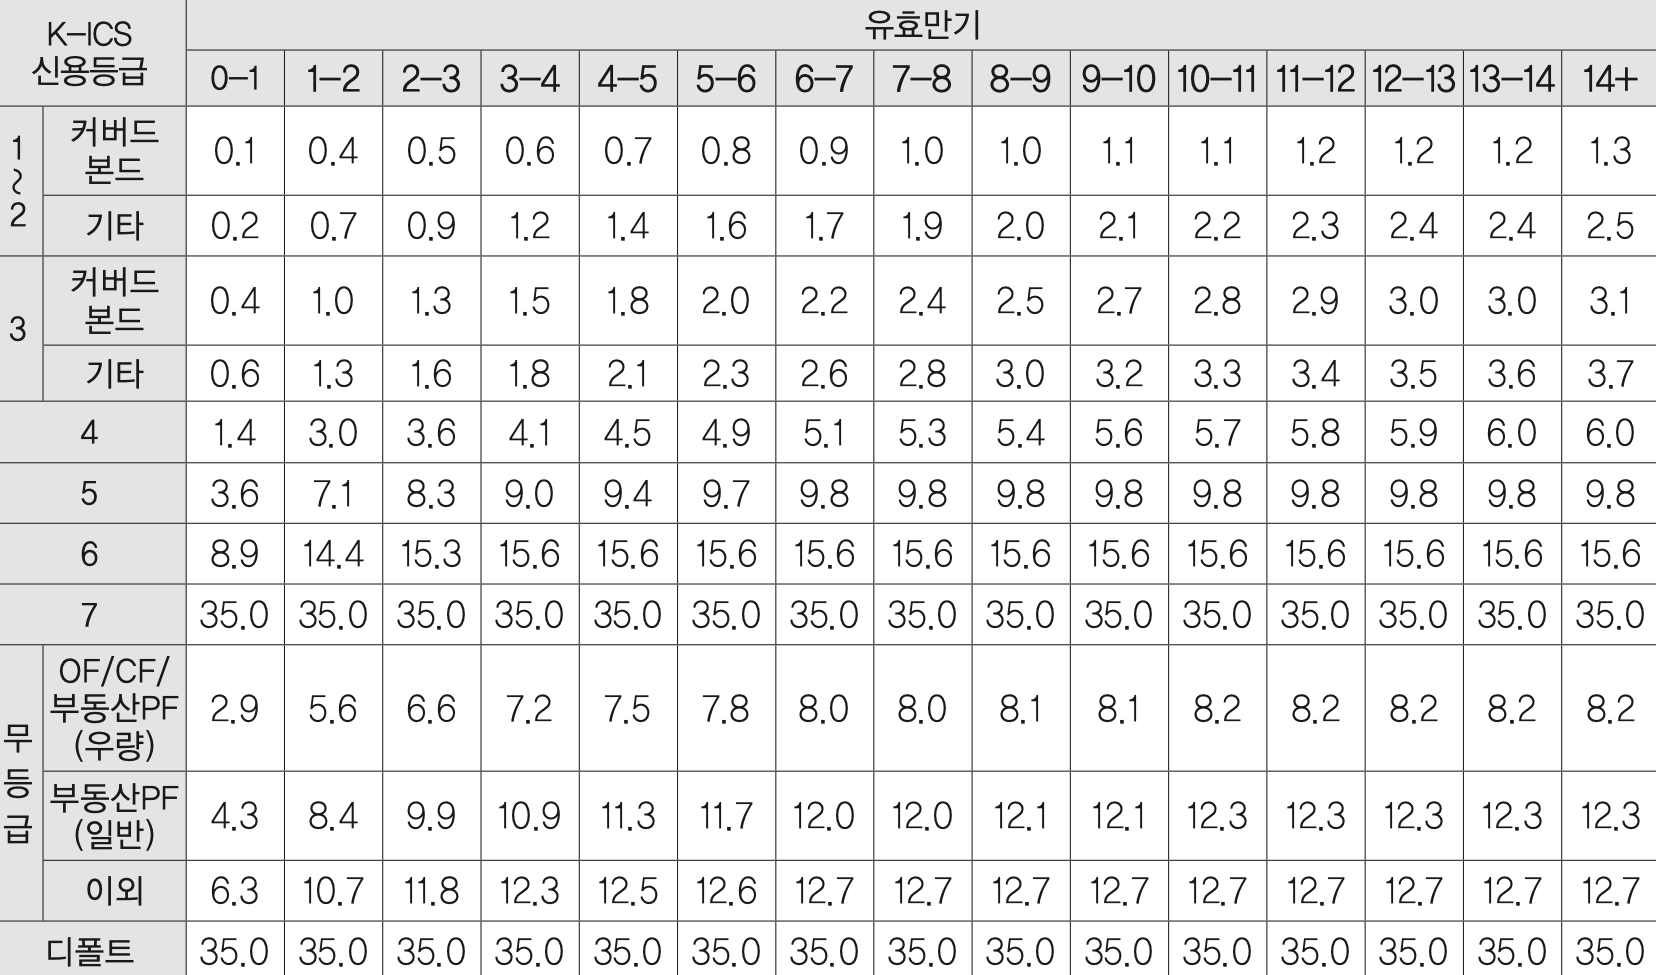 K-ICS 신용등급 유효만기
0-1 1-2 2-3 3-4 4-5 5-6 6-7 7-8 8-9 9-10 10-11 11-12 12-13 13-14 14+
1~2 커버드본드 0.1 0.4 0.5 0.6 0.7 0.8 0.9 1.0 1.0 1.1 1.1 1.2 1.2 1.2 1.3
기타 0.2 0.7 0.9 1.2 1.4 1.6 1.7 1.9 2.0 2.1 2.2 2.3 2.4 2.4 2.5
3 커버드본드 0.4 1.0 1.3 1.5 1.8 2.0 2.2 2.4 2.5 2.7 2.8 2.9 3.0 3.0 3.1
기타 0.6 1.3 1.6 1.8 2.1 2.3 2.6 2.8 3.0 3.2 3.3 3.4 3.5 3.6 3.7
4 1.4 3.0 3.6 4.1 4.5 4.9 5.1 5.3 5.4 5.6 5.7 5.8 5.9 6.0 6.0
5 3.6 7.1 8.3 9.0 9.4 9.7 9.8 9.8 9.8 9.8 9.8 9.8 9.8 9.8 9.8
6 8.9 14.4 15.3 15.6 15.6 15.6 15.6 15.6 15.6 15.6 15.6 15.6 15.6 15.6 15.6
7 35.0 35.0 35.0 35.0 35.0 35.0 35.0 35.0 35.0 35.0 35.0 35.0 35.0 35.0 35.0
무등급 OF/CF/부동산PF(우량) 2.9 5.6 6.6 7.2 7.5 7.8 8.0 8.0 8.1 8.1 8.2 8.2 8.2 8.2 8.2
부동산PF(일반) 4.3 8.4 9.9 10.9 11.3 11.7 12.0 12.0 12.1 12.1 12.3 12.3 12.3 12.3 12.3
이외 6.3 10.7 11.8 12.3 12.5 12.6 12.7 12.7 12.7 12.7 12.7 12.7 12.7 12.7 12.7
디폴트 35.0 35.0 35.0 35.0 35.0 35.0 35.0 35.0 35.0 35.0 35.0 35.0 35.0 35.0 35.0